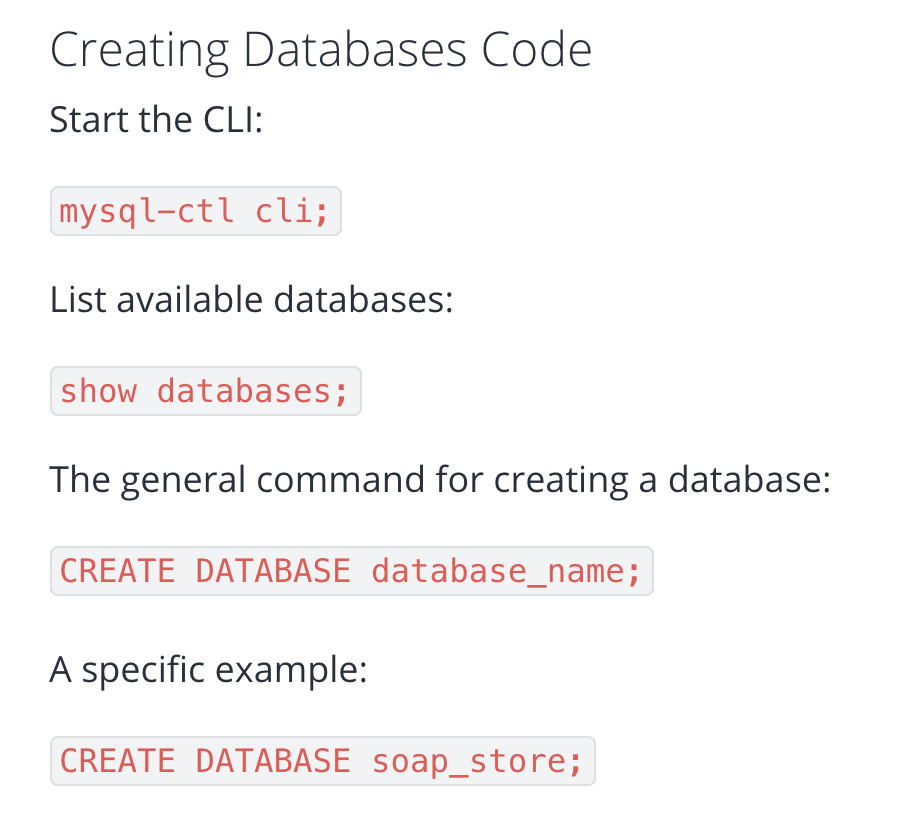 Creating Databases Code
Start the CLI:
mysql-ctl cli;
List available databases:
show databases;
The general command for creating a database:
CREATE DATABASE database_name;
A specific example:
CREATE DATABASE soap_store;